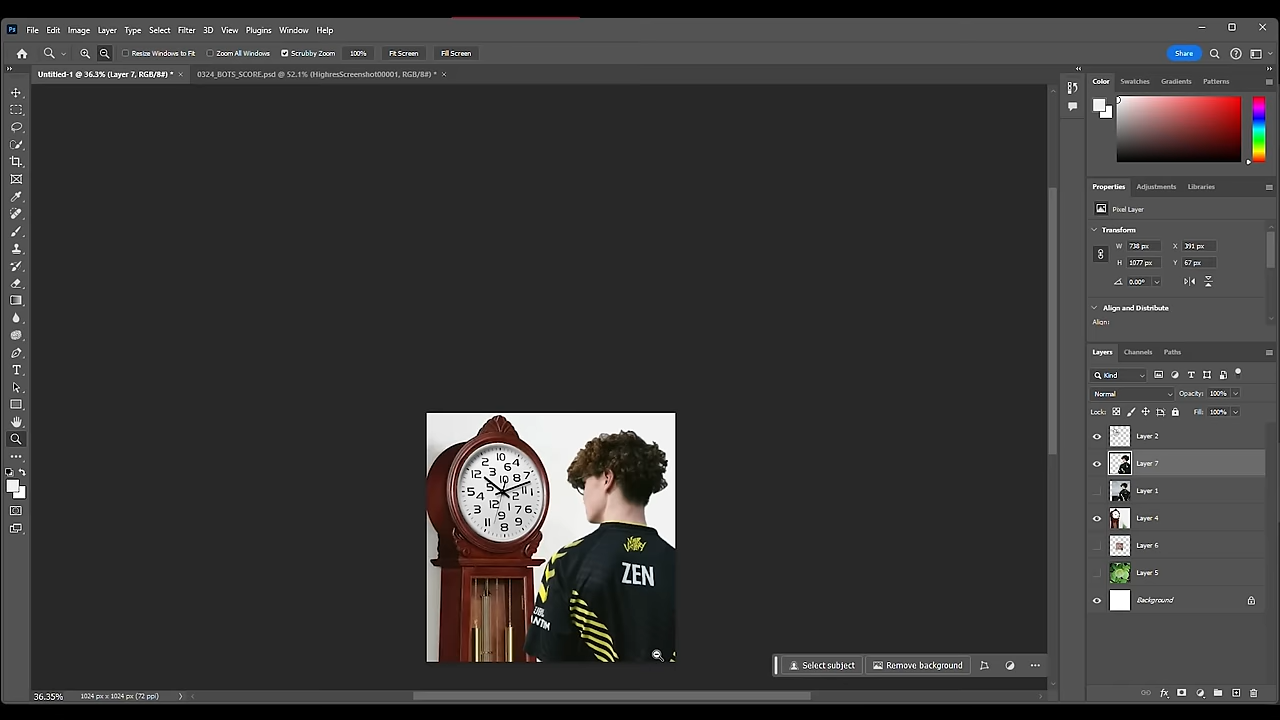 Ps File Edit Image Layer Type Select Filter 3D View Plugins Window Help
Resize Windows to Fit Zoom All Windows Scrubby Zoom 100% Fit Screen Fill Screen Share
Untitled-1 @ 36.3% (Layer 7, RGB/8#) * × 0324_BOTS_SCORE.psd @ 52.1% (HighresScreenshot00001, RGB/8#) * ×
Color Swatches Gradients Patterns
Properties Adjustments Libraries
Pixel Layer
Transform
W 738 px X 391 px
H 1077 px Y 67 px
0.00°
Align and Distribute
Align:
Layers Channels Paths
Kind
Normal Opacity: 100%
Lock: Fill: 100%
Layer 2
Layer 7
Layer 1
Layer 4
Layer 6
Layer 5
Background
ZEN
Select subject Remove background
36.35% 1024 px x 1024 px (72 ppi)